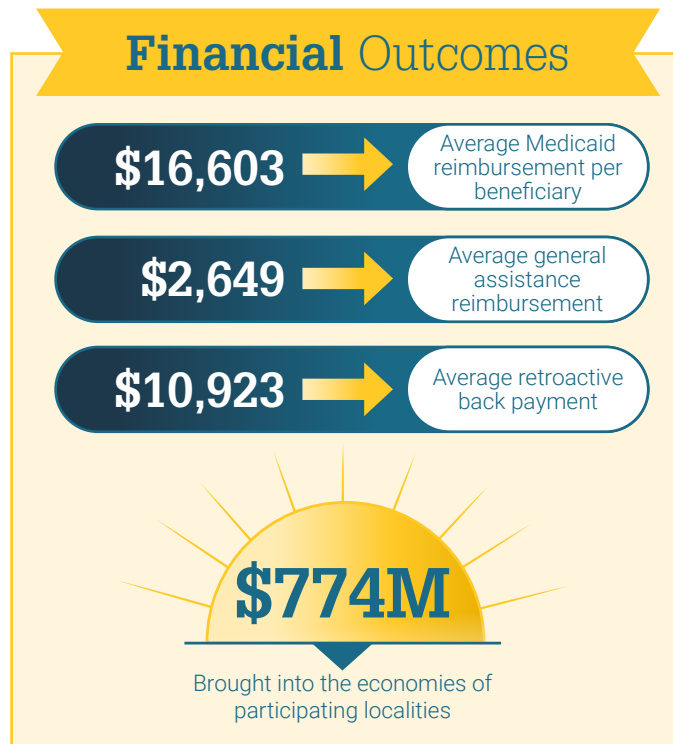 Financial Outcomes
$16,603
Average Medicaid
reimbursement per
beneficiary
$2,649
Average general
assistance
reimbursement
$10,923
Average retroactive
back payment
$774M
Brought into the economies of
participating localities